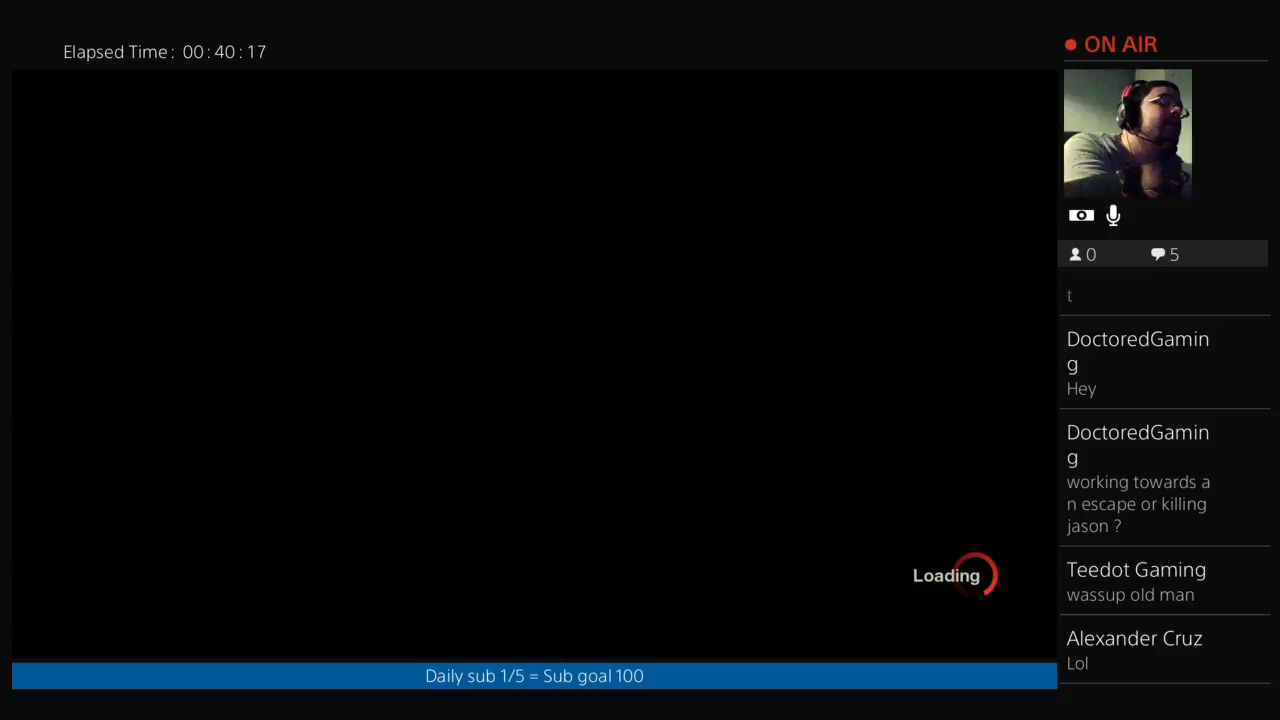 Elapsed Time: 00:40:17
ON AIR
0 5
t
DoctoredGamin
g
Hey
DoctoredGamin
g
working towards a
n escape or killing
jason ?
Teedot Gaming
wassup old man
Alexander Cruz
Lol
Loading
Daily sub 1/5 = Sub goal 100